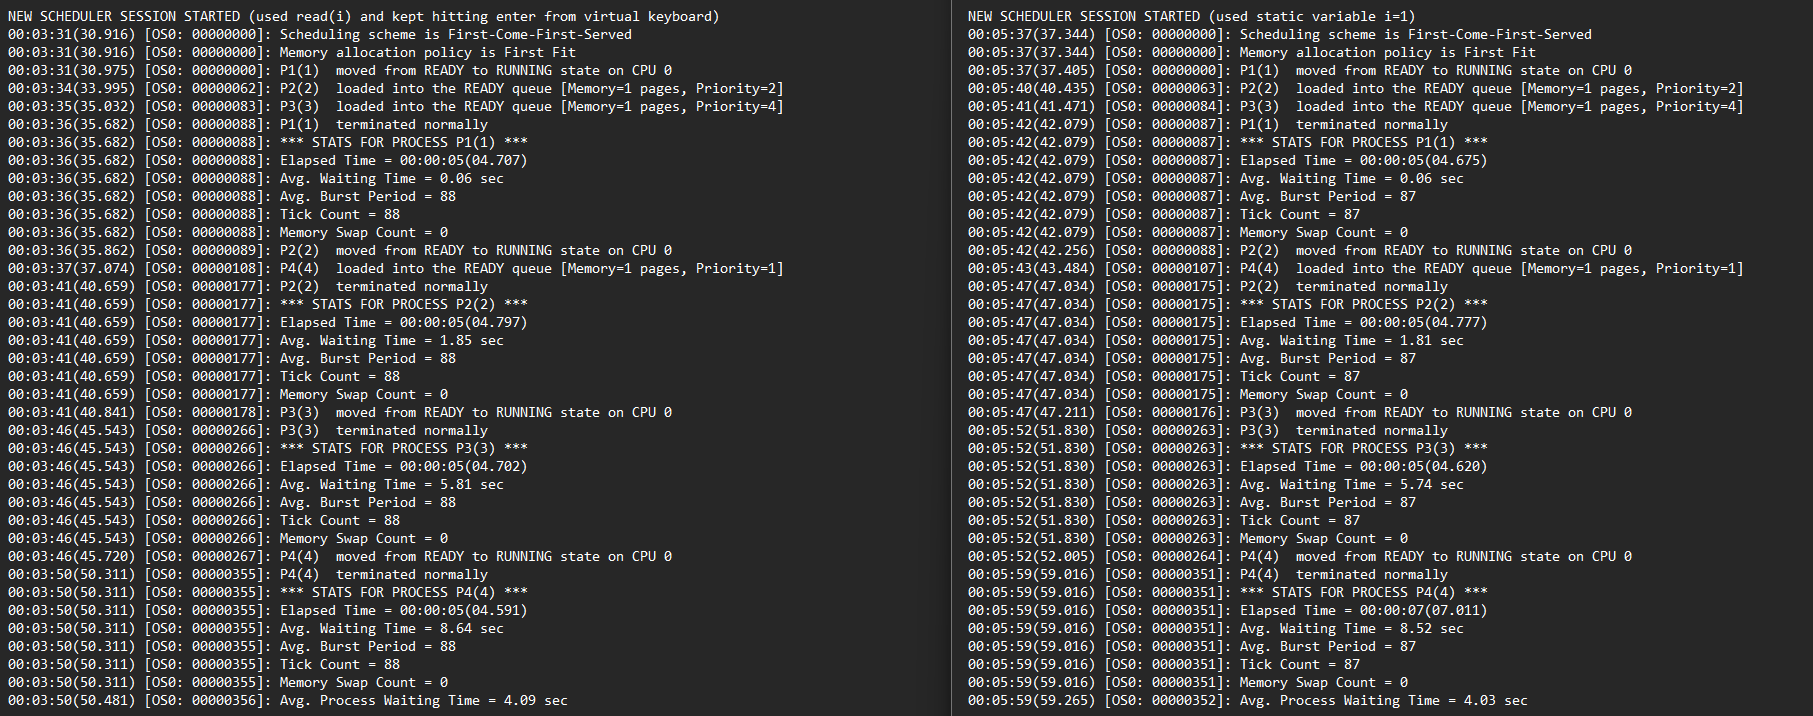 NEW SCHEDULER SESSION STARTED (used read(i) and kept hitting enter from virtual keyboard)
00:03:31(30.916) [OS0: 00000000]: Scheduling scheme is First-Come-First-Served
00:03:31(30.916) [OS0: 00000000]: Memory allocation policy is First Fit
00:03:31(30.975) [OS0: 00000000]: P1(1)  moved from READY to RUNNING state on CPU 0
00:03:34(33.995) [OS0: 00000062]: P2(2)  loaded into the READY queue [Memory=1 pages, Priority=2]
00:03:35(35.032) [OS0: 00000083]: P3(3)  loaded into the READY queue [Memory=1 pages, Priority=4]
00:03:36(35.682) [OS0: 00000088]: P1(1)  terminated normally
00:03:36(35.682) [OS0: 00000088]: *** STATS FOR PROCESS P1(1) ***
00:03:36(35.682) [OS0: 00000088]: Elapsed Time = 00:00:05(04.707)
00:03:36(35.682) [OS0: 00000088]: Avg. Waiting Time = 0.06 sec
00:03:36(35.682) [OS0: 00000088]: Avg. Burst Period = 88
00:03:36(35.682) [OS0: 00000088]: Tick Count = 88
00:03:36(35.682) [OS0: 00000088]: Memory Swap Count = 0
00:03:36(35.862) [OS0: 00000089]: P2(2)  moved from READY to RUNNING state on CPU 0
00:03:37(37.074) [OS0: 00000108]: P4(4)  loaded into the READY queue [Memory=1 pages, Priority=1]
00:03:41(40.659) [OS0: 00000177]: P2(2)  terminated normally
00:03:41(40.659) [OS0: 00000177]: *** STATS FOR PROCESS P2(2) ***
00:03:41(40.659) [OS0: 00000177]: Elapsed Time = 00:00:05(04.797)
00:03:41(40.659) [OS0: 00000177]: Avg. Waiting Time = 1.85 sec
00:03:41(40.659) [OS0: 00000177]: Avg. Burst Period = 88
00:03:41(40.659) [OS0: 00000177]: Tick Count = 88
00:03:41(40.659) [OS0: 00000177]: Memory Swap Count = 0
00:03:41(40.841) [OS0: 00000178]: P3(3)  moved from READY to RUNNING state on CPU 0
00:03:46(45.543) [OS0: 00000266]: P3(3)  terminated normally
00:03:46(45.543) [OS0: 00000266]: *** STATS FOR PROCESS P3(3) ***
00:03:46(45.543) [OS0: 00000266]: Elapsed Time = 00:00:05(04.702)
00:03:46(45.543) [OS0: 00000266]: Avg. Waiting Time = 5.81 sec
00:03:46(45.543) [OS0: 00000266]: Avg. Burst Period = 88
00:03:46(45.543) [OS0: 00000266]: Tick Count = 88
00:03:46(45.543) [OS0: 00000266]: Memory Swap Count = 0
00:03:46(45.720) [OS0: 00000267]: P4(4)  moved from READY to RUNNING state on CPU 0
00:03:50(50.311) [OS0: 00000355]: P4(4)  terminated normally
00:03:50(50.311) [OS0: 00000355]: *** STATS FOR PROCESS P4(4) ***
00:03:50(50.311) [OS0: 00000355]: Elapsed Time = 00:00:05(04.591)
00:03:50(50.311) [OS0: 00000355]: Avg. Waiting Time = 8.64 sec
00:03:50(50.311) [OS0: 00000355]: Avg. Burst Period = 88
00:03:50(50.311) [OS0: 00000355]: Tick Count = 88
00:03:50(50.311) [OS0: 00000355]: Memory Swap Count = 0
00:03:50(50.481) [OS0: 00000356]: Avg. Process Waiting Time = 4.09 sec
NEW SCHEDULER SESSION STARTED (used static variable i=1)
00:05:37(37.344) [OS0: 00000000]: Scheduling scheme is First-Come-First-Served
00:05:37(37.344) [OS0: 00000000]: Memory allocation policy is First Fit
00:05:37(37.405) [OS0: 00000000]: P1(1)  moved from READY to RUNNING state on CPU 0
00:05:40(40.435) [OS0: 00000063]: P2(2)  loaded into the READY queue [Memory=1 pages, Priority=2]
00:05:41(41.471) [OS0: 00000084]: P3(3)  loaded into the READY queue [Memory=1 pages, Priority=4]
00:05:42(42.079) [OS0: 00000087]: P1(1)  terminated normally
00:05:42(42.079) [OS0: 00000087]: *** STATS FOR PROCESS P1(1) ***
00:05:42(42.079) [OS0: 00000087]: Elapsed Time = 00:00:05(04.675)
00:05:42(42.079) [OS0: 00000087]: Avg. Waiting Time = 0.06 sec
00:05:42(42.079) [OS0: 00000087]: Avg. Burst Period = 87
00:05:42(42.079) [OS0: 00000087]: Tick Count = 87
00:05:42(42.079) [OS0: 00000087]: Memory Swap Count = 0
00:05:42(42.256) [OS0: 00000088]: P2(2)  moved from READY to RUNNING state on CPU 0
00:05:43(43.484) [OS0: 00000107]: P4(4)  loaded into the READY queue [Memory=1 pages, Priority=1]
00:05:47(47.034) [OS0: 00000175]: P2(2)  terminated normally
00:05:47(47.034) [OS0: 00000175]: *** STATS FOR PROCESS P2(2) ***
00:05:47(47.034) [OS0: 00000175]: Elapsed Time = 00:00:05(04.777)
00:05:47(47.034) [OS0: 00000175]: Avg. Waiting Time = 1.81 sec
00:05:47(47.034) [OS0: 00000175]: Avg. Burst Period = 87
00:05:47(47.034) [OS0: 00000175]: Tick Count = 87
00:05:47(47.034) [OS0: 00000175]: Memory Swap Count = 0
00:05:47(47.211) [OS0: 00000176]: P3(3)  moved from READY to RUNNING state on CPU 0
00:05:52(51.830) [OS0: 00000263]: P3(3)  terminated normally
00:05:52(51.830) [OS0: 00000263]: *** STATS FOR PROCESS P3(3) ***
00:05:52(51.830) [OS0: 00000263]: Elapsed Time = 00:00:05(04.620)
00:05:52(51.830) [OS0: 00000263]: Avg. Waiting Time = 5.74 sec
00:05:52(51.830) [OS0: 00000263]: Avg. Burst Period = 87
00:05:52(51.830) [OS0: 00000263]: Tick Count = 87
00:05:52(51.830) [OS0: 00000263]: Memory Swap Count = 0
00:05:52(52.005) [OS0: 00000264]: P4(4)  moved from READY to RUNNING state on CPU 0
00:05:59(59.016) [OS0: 00000351]: P4(4)  terminated normally
00:05:59(59.016) [OS0: 00000351]: *** STATS FOR PROCESS P4(4) ***
00:05:59(59.016) [OS0: 00000351]: Elapsed Time = 00:00:07(07.011)
00:05:59(59.016) [OS0: 00000351]: Avg. Waiting Time = 8.52 sec
00:05:59(59.016) [OS0: 00000351]: Avg. Burst Period = 87
00:05:59(59.016) [OS0: 00000351]: Tick Count = 87
00:05:59(59.016) [OS0: 00000351]: Memory Swap Count = 0
00:05:59(59.265) [OS0: 00000352]: Avg. Process Waiting Time = 4.03 sec